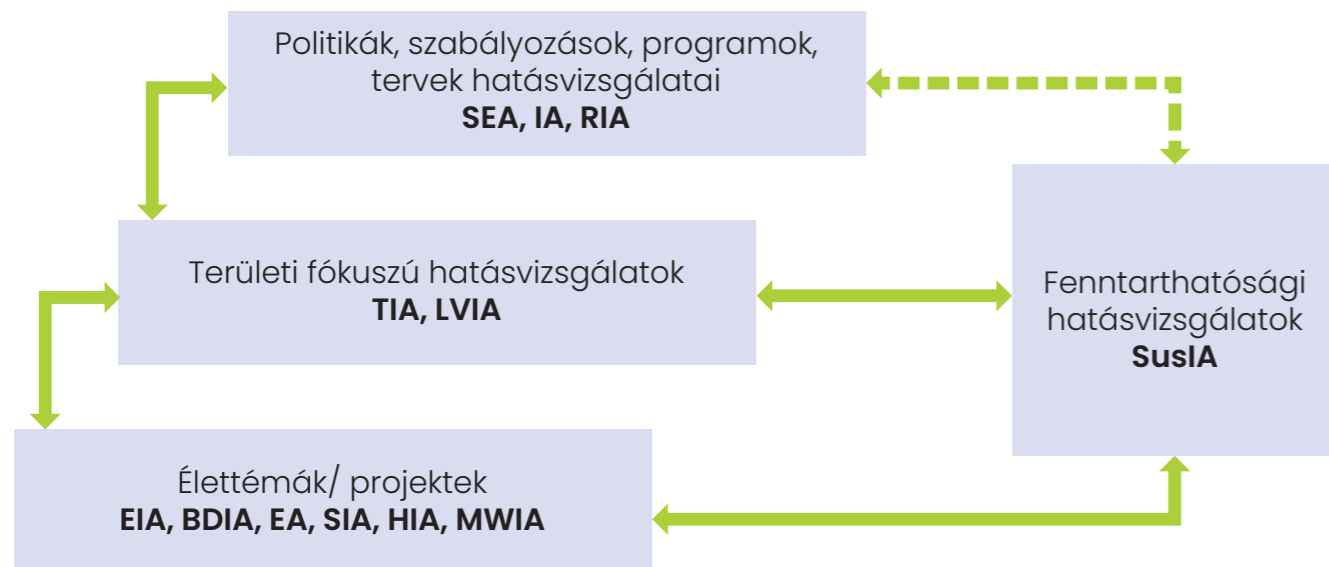 Politikák, szabályozások, programok,
tervek hatásvizsgálatai
SEA, IA, RIA
Területi fókuszú hatásvizsgálatok
TIA, LVIA
Fenntarthatósági
hatásvizsgálatok
SusIA
Élettémák/ projektek
EIA, BDIA, EA, SIA, HIA, MWIA